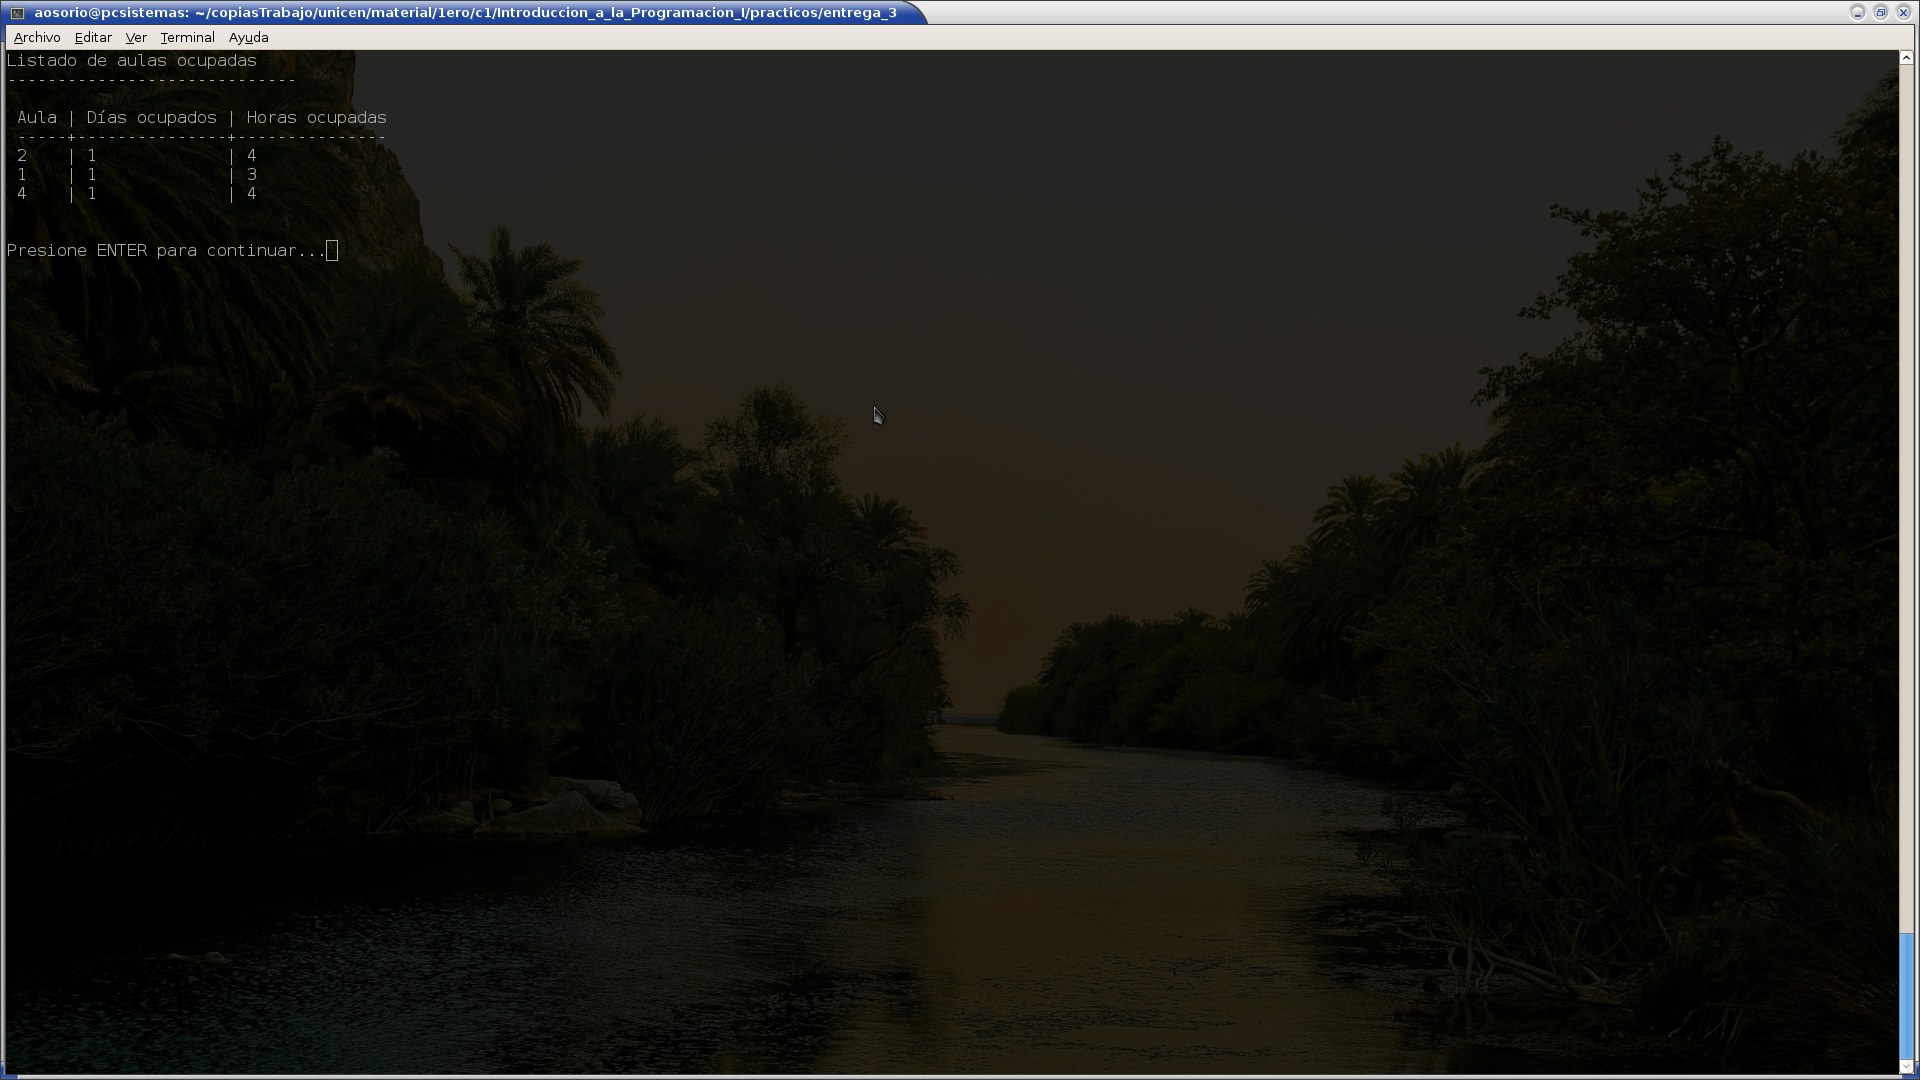 aosorio@pcsistemas: ~/copiasTrabajo/unicen/material/1ero/c1/Introduccion_a_la_Programacion_I/practicos/entrega_3
Archivo Editar Ver Terminal Ayuda
Listado de aulas ocupadas
-----------------------------
Aula | Días ocupados | Horas ocupadas
-----+---------------+---------------
2 | 1 | 4
1 | 1 | 3
4 | 1 | 4
Presione ENTER para continuar...